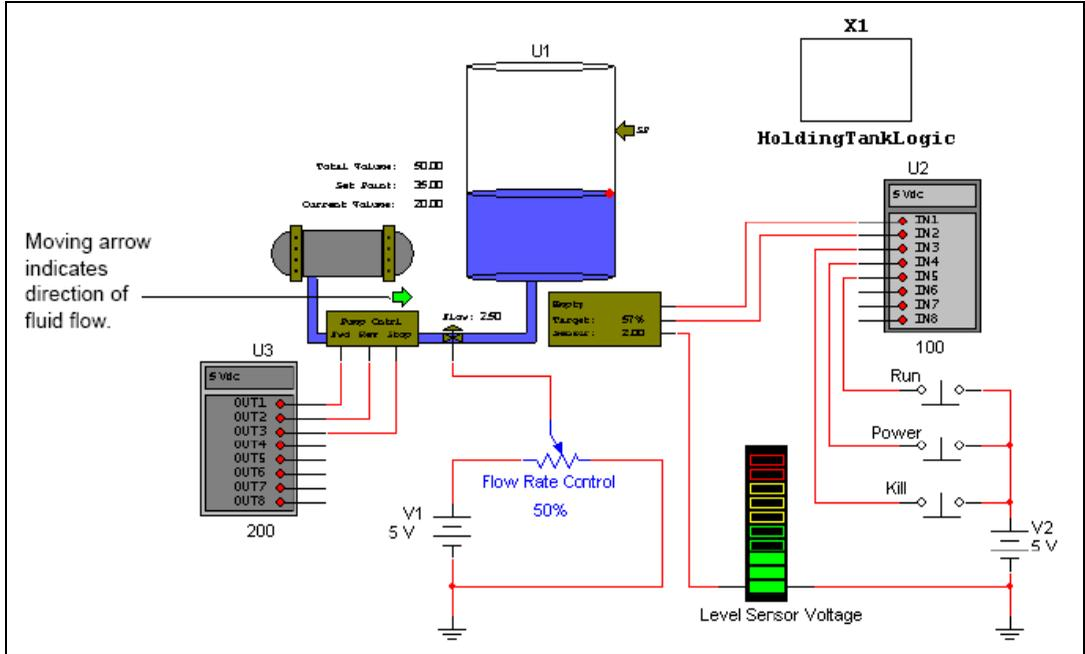 X1
HoldingTankLogic
U1
SP
Total Volume: 50.00
Set Point: 35.00
Current Volume: 20.00
Moving arrow
indicates
direction of
fluid flow.
U2
5 Vdc
IN1
IN2
IN3
IN4
IN5
IN6
IN7
IN8
100
Empty
Target: 57%
Sensor: 2.00
Flow: 2.50
Pump Cntrl
Fwd Rev Stop
U3
5 Vdc
OUT1
OUT2
OUT3
OUT4
OUT5
OUT6
OUT7
OUT8
200
Run
Power
Kill
Flow Rate Control
50%
V1
5 V
V2
5 V
Level Sensor Voltage